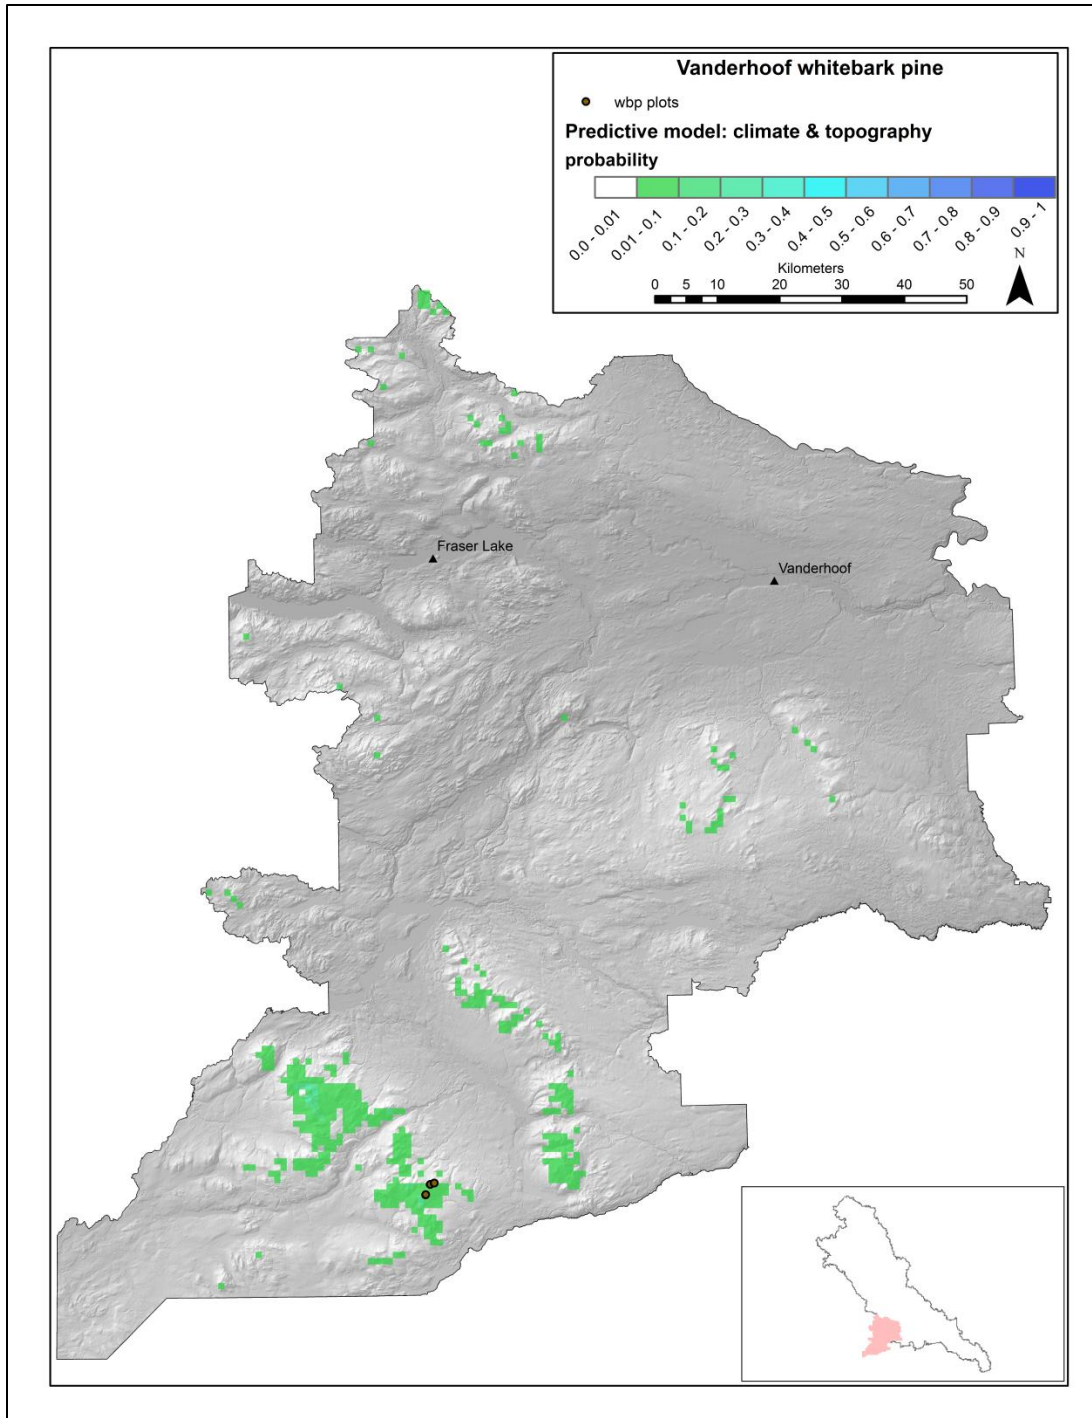 Vanderhoof whitebark pine
wbp plots
Predictive model: climate & topography
probability
0.0 - 0.01 0.01 - 0.1 0.1 - 0.2 0.2 - 0.3 0.3 - 0.4 0.4 - 0.5 0.5 - 0.6 0.6 - 0.7 0.7 - 0.8 0.8 - 0.9 0.9 - 1
N
Kilometers
0 5 10 20 30 40 50
Fraser Lake
Vanderhoof